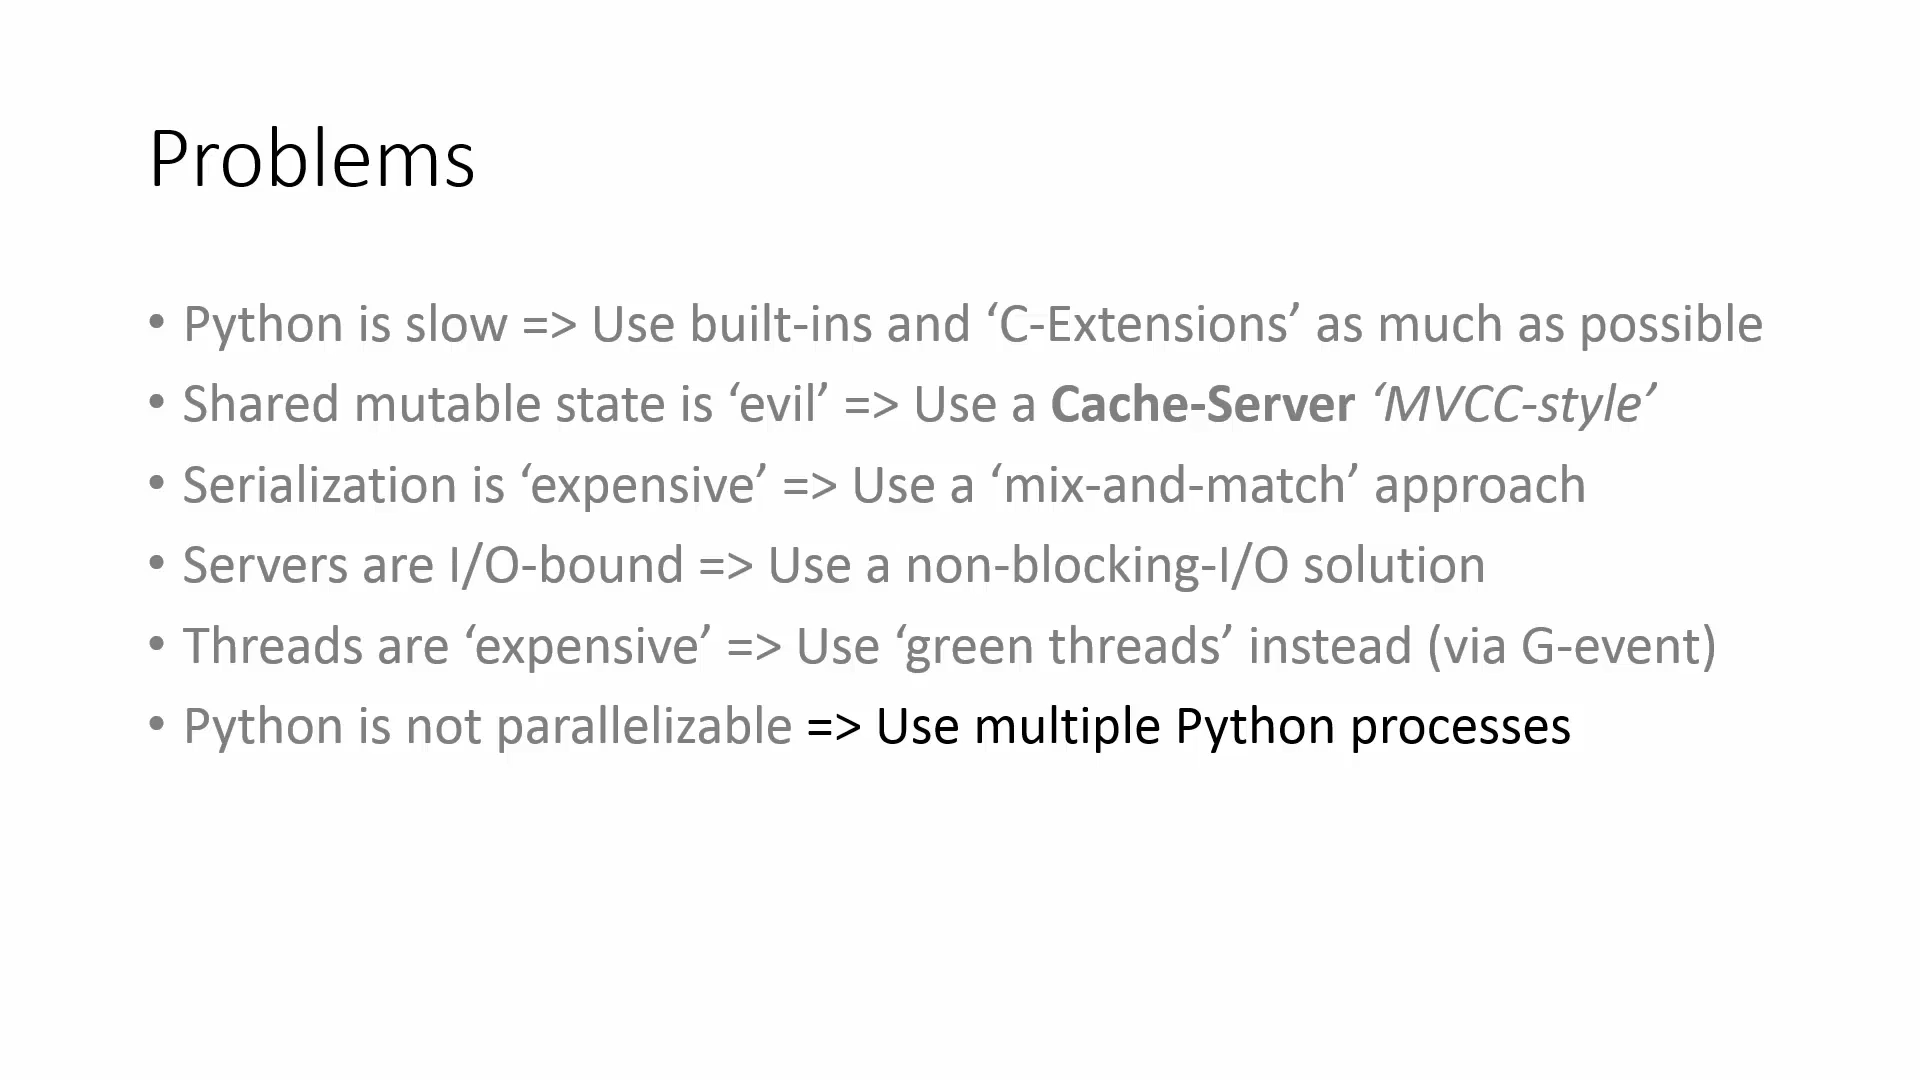 Problems
• Python is slow => Use built-ins and ‘C-Extensions’ as much as possible
• Shared mutable state is ‘evil’ => Use a Cache-Server ‘MVCC-style’
• Serialization is ‘expensive’ => Use a ‘mix-and-match’ approach
• Servers are I/O-bound => Use a non-blocking-I/O solution
• Threads are ‘expensive’ => Use ‘green threads’ instead (via G-event)
• Python is not parallelizable => Use multiple Python processes